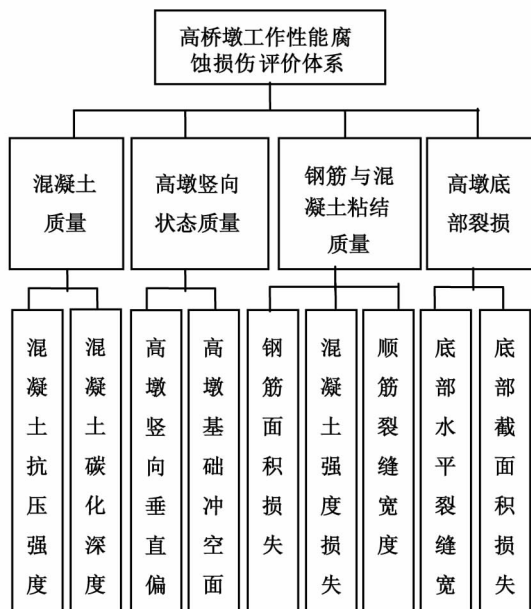 高桥墩工作性能腐
蚀损伤评价体系
混凝土
质量
高墩竖向
状态质量
钢筋与混
凝土粘结
质量
高墩底
部裂损
混凝土抗压强度
混凝土碳化深度
高墩竖向垂直偏
高墩基础冲空面
钢筋面积损失
混凝土强度损失
顺筋裂缝宽度
底部水平裂缝宽
底部截面积损失